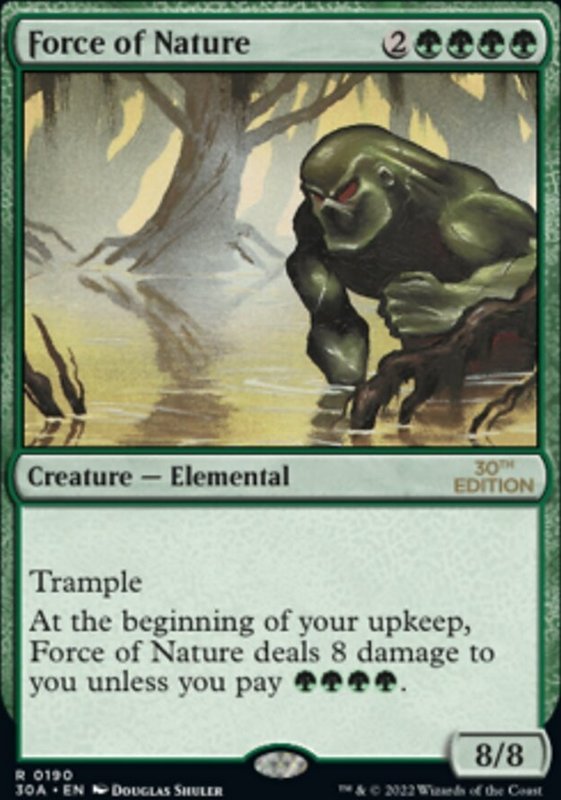 Force of Nature 2
Creature — Elemental
30TH
EDITION
Trample
At the beginning of your upkeep,
Force of Nature deals 8 damage to
you unless you pay .
8/8
R 0190
30A • EN DOUGLAS SHULER
™ & © 2022 Wizards of the Coast